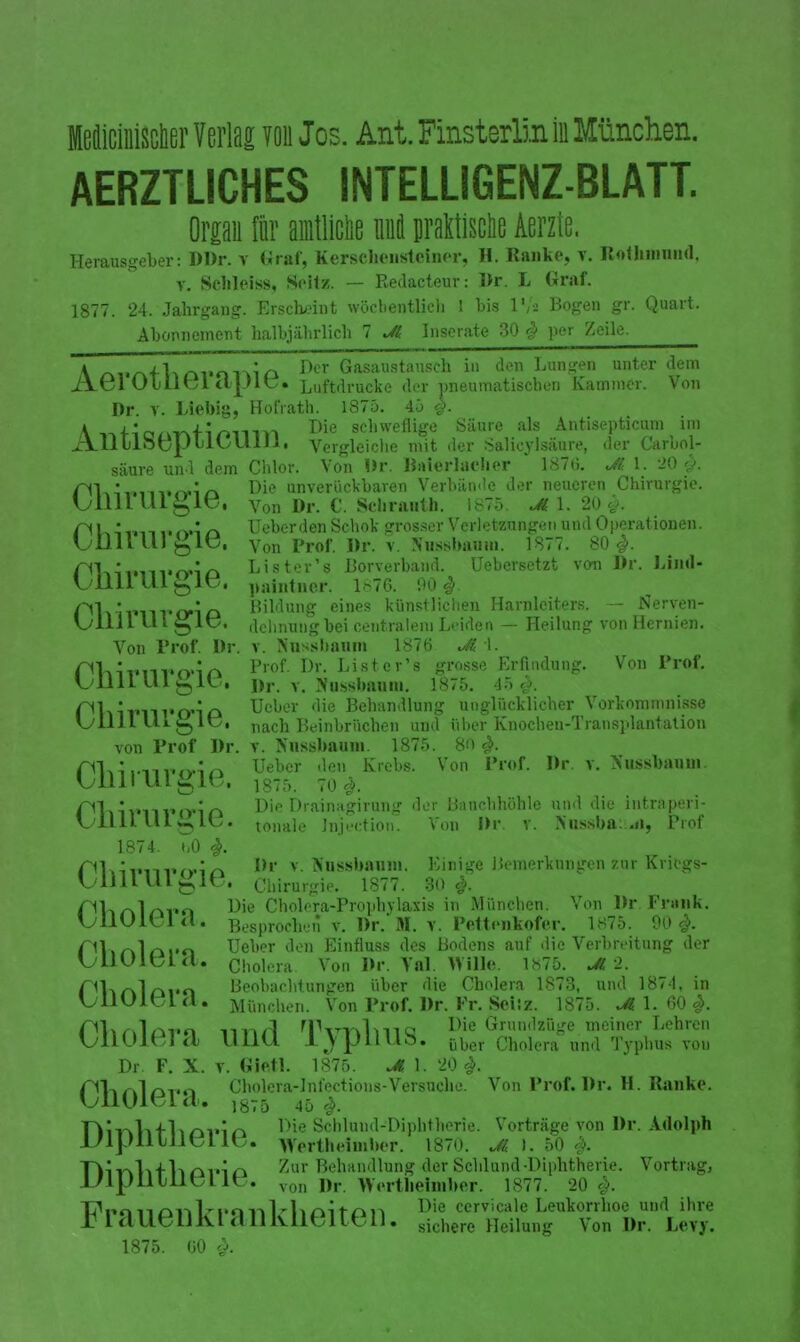 Medicinischer Verlag von Jos. Ant. Finsterlin in München.
AERZTLICHES INTELLIGENZ-BLATT.
Organ für amtliche und praktische Aerzte.
Herausgeber: DDr. v Graf, Kerschensteiner, H. Ranke, v. Rothmund,
v. Schleiss, Seitz. — Redacteur: Dr. L Graf.
1877. 24. Jahrgang. Erscheint wöchentlich 1 bis 1½ Bogen gr. Quart.
Abonnement halbjährlich 7 ℳ Inserate 30 ₰ per Zeile.
Aerotherapie. Der Gasaustausch in den Lungen unter dem
Luftdrucke der pneumatischen Kammer. Von
Dr. v. Liebig, Hofrath. 1875. 45 ₰.
Antisepticum. Die schweflige Säure als Antisepticum im
Vergleiche mit der Salicylsäure, der Carbol-
säure und dem Chlor. Von Dr. Baierlacher 1876. ℳ 1. 20 ₰.
Chirurgie. Die unverückbaren Verbände der neueren Chirurgie.
Von Dr. C. Schrauth. 1875. ℳ 1. 20 ₰.
Chirurgie. Ueber den Schok grosser Verletzungen und Operationen.
Von Prof. Dr. v. Nussbaum. 1877. 80 ₰.
Chirurgie. Lister's Borverband. Uebersetzt von Dr. Lind-
paintner. 1876. 90 ₰.
Chirurgie. Bildung eines künstlichen Harnleiters. — Nerven-
dehnung bei centralem Leiden — Heilung von Hernien.
Von Prof. Dr. v. Nussbaum 1876 ℳ 1.
Chirurgie. Prof. Dr. Lister's grosse Erfindung. Von Prof.
Dr. v. Nussbaum. 1875. 45 ₰.
Chirurgie. Ueber die Behandlung unglücklicher Vorkommnisse
nach Beinbrüchen und über Knochen-Transplantation
von Prof Dr. v. Nussbaum. 1875. 80 ₰.
Chirurgie. Ueber den Krebs. Von Prof. Dr. v. Nussbaum.
1875. 70 ₰.
Chirurgie. Die Drainagirung der Bauchhöhle und die intraperi-
tonale Injection. Von Dr. v. Nussba, Prof
1874. 60 ₰.
Chirurgie. Dr v. Nussbaum. Einige Bemerkungen zur Kriegs-
Chirurgie. 1877. 30 ₰.
Cholera. Die Cholera-Prophylaxis in München. Von Dr Frank.
Besprochen v. Dr. M. v. Pettenkofer. 1875. 90 ₰.
Cholera. Ueber den Einfluss des Bodens auf die Verbreitung der
Cholera. Von Dr. Val. Wille. 1875. ℳ 2.
Cholera. Beobachtungen über die Cholera 1873, und 1874, in
München. Von Prof. Dr. Fr. Seitz. 1875. ℳ 1. 60 ₰.
Cholera und Typhus. Die Grundzüge meiner Lehren
über Cholera und Typhus von
Dr. F. X. v. Gietl. 1875. ℳ 1. 20 ₰.
Cholera. Cholera-Infections-Versuche. Von Prof. Dr. H. Ranke.
1875 45 ₰.
Diphtherie. Die Schlund-Diphtherie. Vorträge von Dr. Adolph
Wertheimber. 1870. ℳ 1. 50 ₰.
Diphtherie. Zur Behandlung der Schlund-Diphtherie. Vortrag,
von Dr. Wertheimber. 1877. 20 ₰.
Frauenkrankheiten. Die cervicale Leukorrhoe und ihre
sichere Heilung Von Dr. Levy.
1875. 60 ₰.